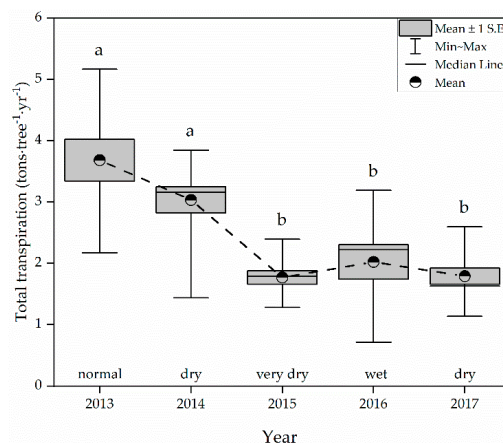 Mean ± 1 S.E
Min~Max
Median Line
Mean
Total transpiration (tons·tree⁻¹·yr⁻¹)
6
5
4
3
2
1
0
a
a
b
b
b
normal
dry
very dry
wet
dry
2013
2014
2015
2016
2017
Year